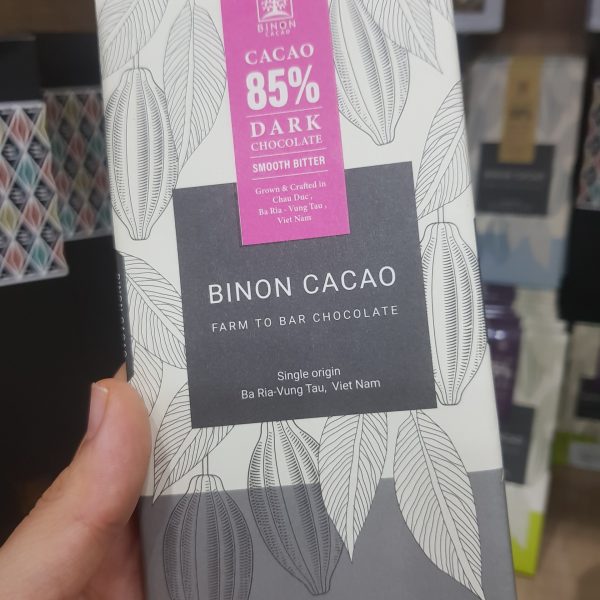 BINON
CACAO
CACAO
85%
DARK
CHOCOLATE
SMOOTH BITTER
Grown & Crafted in
Chau Duc,
Ba Ria - Vung Tau,
Viet Nam
BINON CACAO
FARM TO BAR CHOCOLATE
Single origin
Ba Ria-Vung Tau, Viet Nam